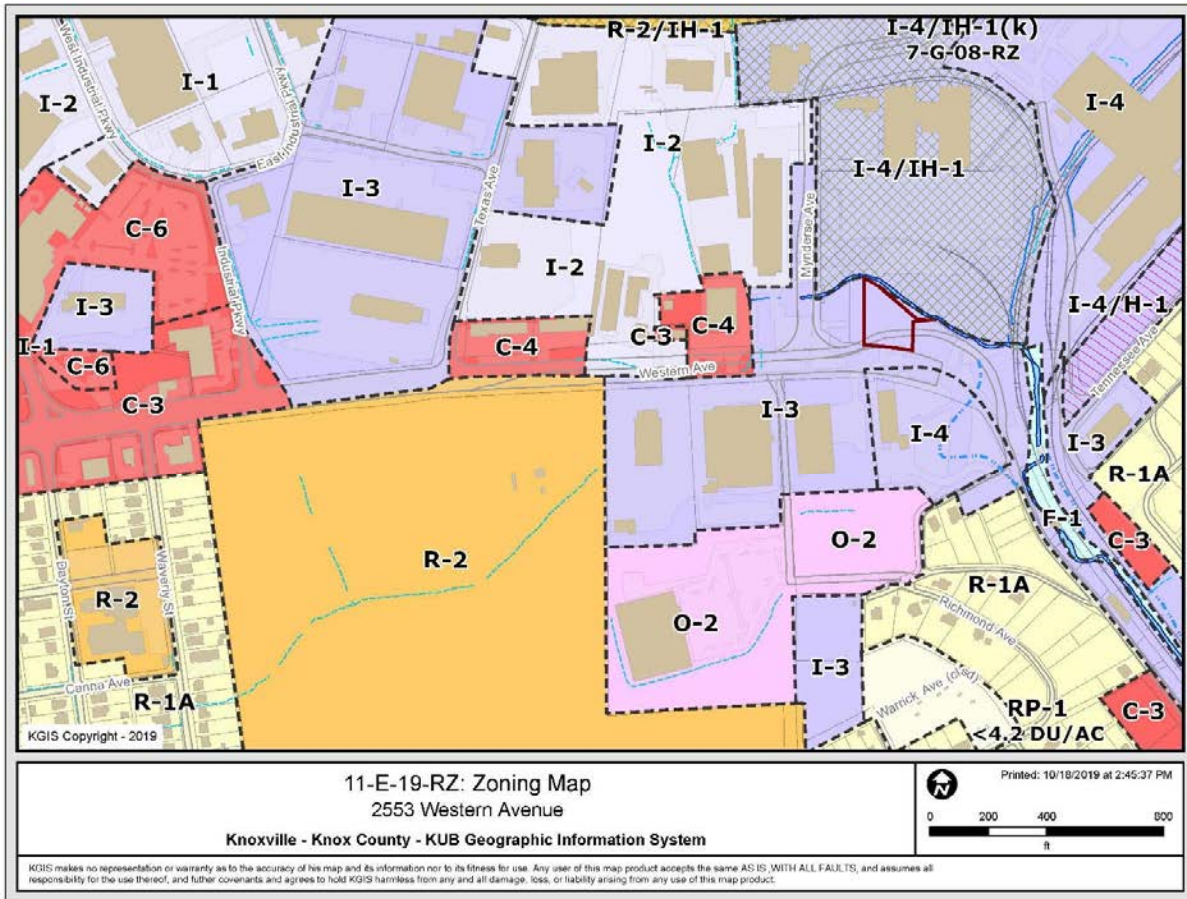 R-2/IH-1
I-4/IH-1(k)
7-G-08-RZ
West Industrial Pkwy
I-1
I-2
East Industrial Pkwy
I-4
I-2
I-3
Texas Ave
I-4/IH-1
C-6
Mynderse Ave
I-2
Industrial Pkwy
I-3
I-4/H-1
C-3
C-4
I-1
C-6
C-4
Western Ave
Tennessee Ave
C-3
I-3
I-4
I-3
R-1A
F-1
C-3
O-2
Dayton St
Waverly St
R-2
R-2
R-1A
Richmond Ave
O-2
I-3
Canna Ave
R-1A
Warrick Ave (clsd)
RP-1
<4.2 DU/AC
C-3
KGIS Copyright - 2019
11-E-19-RZ: Zoning Map
2553 Western Avenue
Knoxville - Knox County - KUB Geographic Information System
N
Printed: 10/18/2019 at 2:45:37 PM
0 200 400 800
ft
KGIS makes no representation or warranty as to the accuracy of his map and its information nor to its fitness for use. Any user of this map product accepts the same AS IS ,WITH ALL FAULTS, and assumes all
responsibility for the use thereof, and futher covenants and agrees to hold KGIS harmless from any and all damage, loss, or liability arising from any use of this map product.